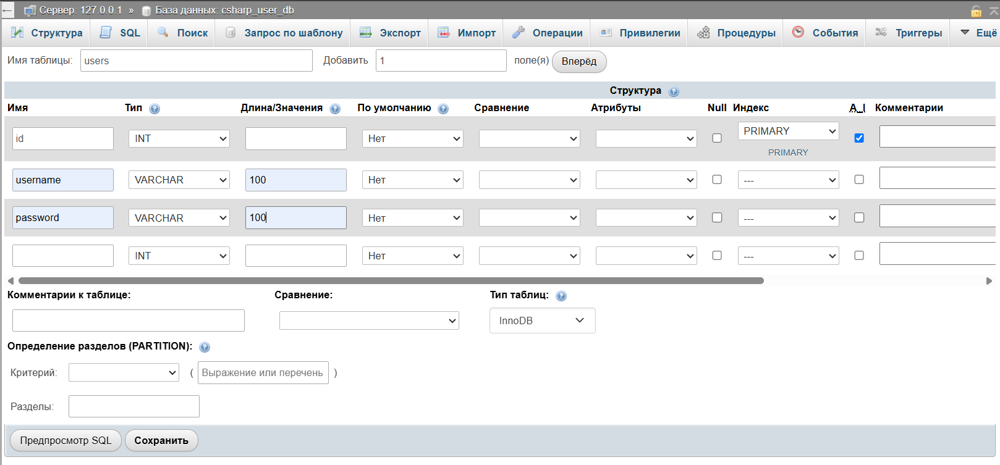 Сервер: 127.0.0.1 » База данных: csharp_user_db
Структура SQL Поиск Запрос по шаблону Экспорт Импорт Операции Привилегии Процедуры События Триггеры Ещё
Имя таблицы: users Добавить 1 поле(я) Вперёд
Структура
Имя Тип Длина/Значения По умолчанию Сравнение Атрибуты Null Индекс A_I Комментарии
id INT Нет PRIMARY
PRIMARY
username VARCHAR 100 Нет ---
password VARCHAR 100 Нет ---
INT Нет ---
Комментарии к таблице: Сравнение: Тип таблиц:
InnoDB
Определение разделов (PARTITION):
Критерий: ( Выражение или перечень )
Разделы:
Предпросмотр SQL Сохранить